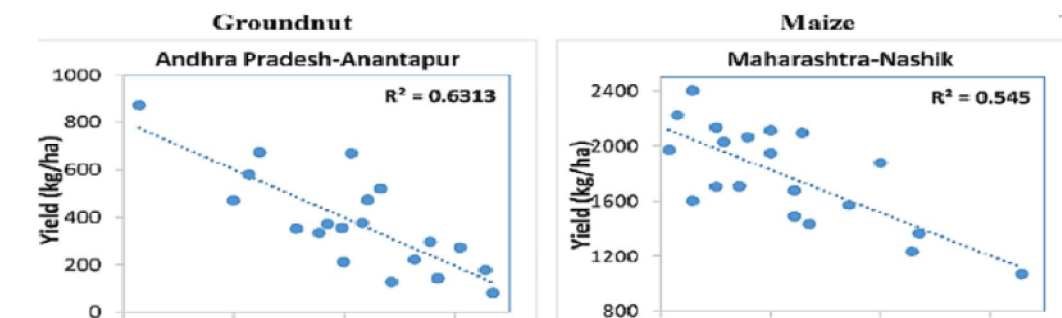 Groundnut
Maize
Andhra Pradesh-Anantapur
R² = 0.6313
Yield (kg/ha)
1000
800
600
400
200
0
Maharashtra-Nashik
R² = 0.545
Yield (kg/ha)
2400
2000
1600
1200
800